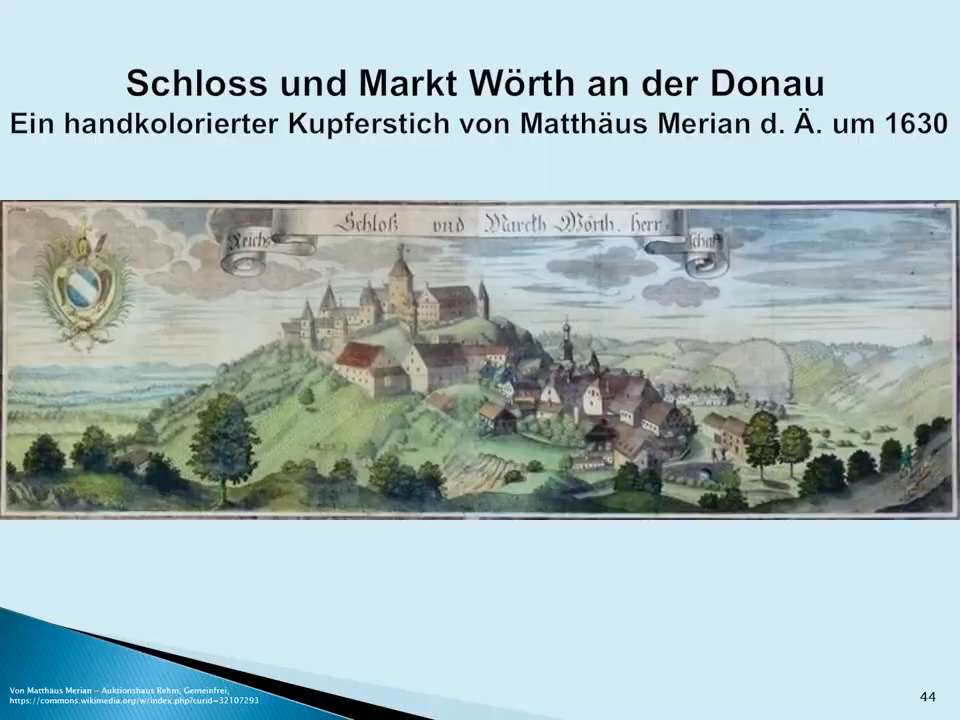 Schloss und Markt Wörth an der Donau
Ein handkolorierter Kupferstich von Matthäus Merian d. Ä. um 1630
Reichs Schloß und Marckh Wörth. herr= schaft
Von Matthäus Merian - Auktionshaus Rehm, Gemeinfrei,
https://commons.wikimedia.org/w/index.php?curid=32107293
44